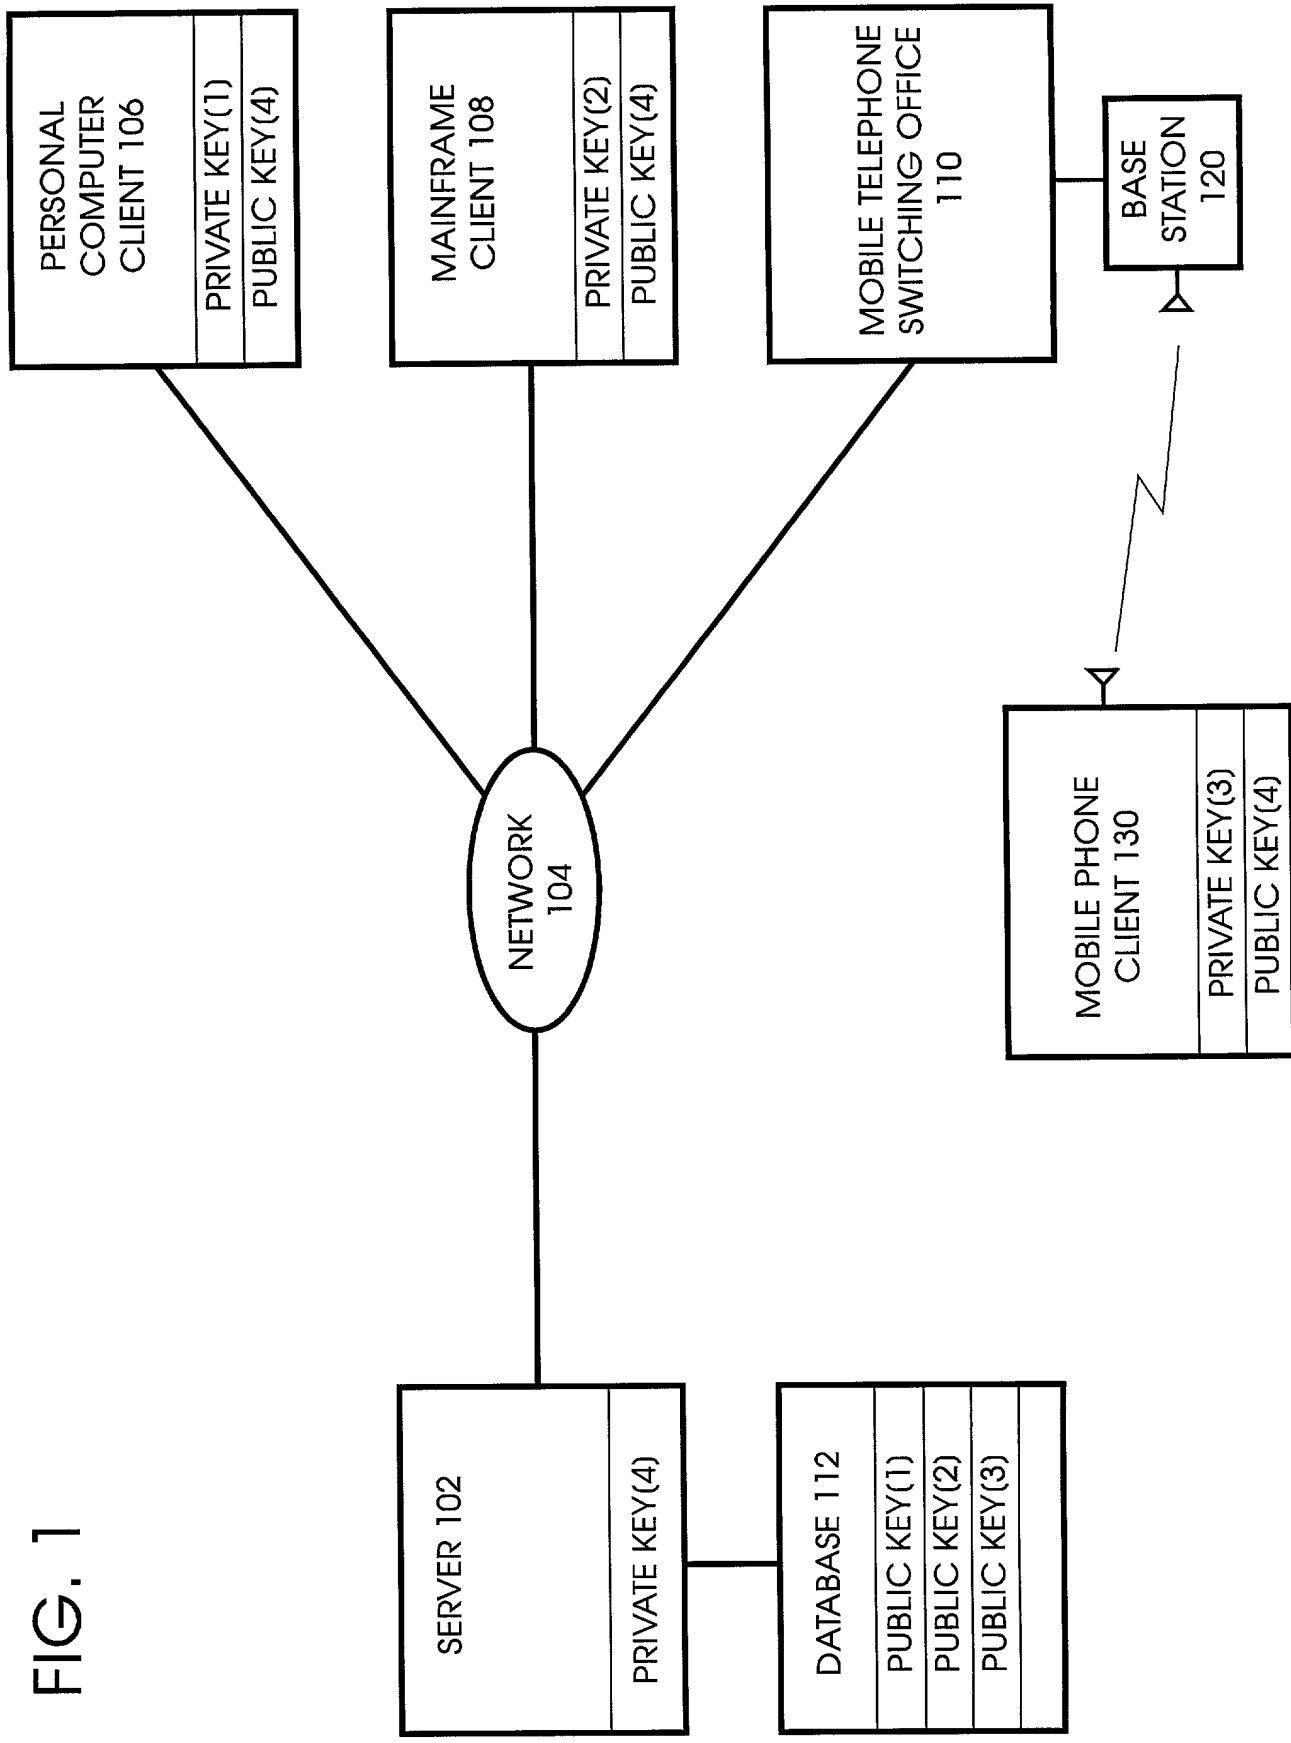 FIG. 1
SERVER 102
PRIVATE KEY(4)
DATABASE 112
PUBLIC KEY(1)
PUBLIC KEY(2)
PUBLIC KEY(3)
NETWORK
104
PERSONAL
COMPUTER
CLIENT 106
PRIVATE KEY(1)
PUBLIC KEY(4)
MAINFRAME
CLIENT 108
PRIVATE KEY(2)
PUBLIC KEY(4)
MOBILE TELEPHONE
SWITCHING OFFICE
110
BASE
STATION
120
MOBILE PHONE
CLIENT 130
PRIVATE KEY(3)
PUBLIC KEY(4)